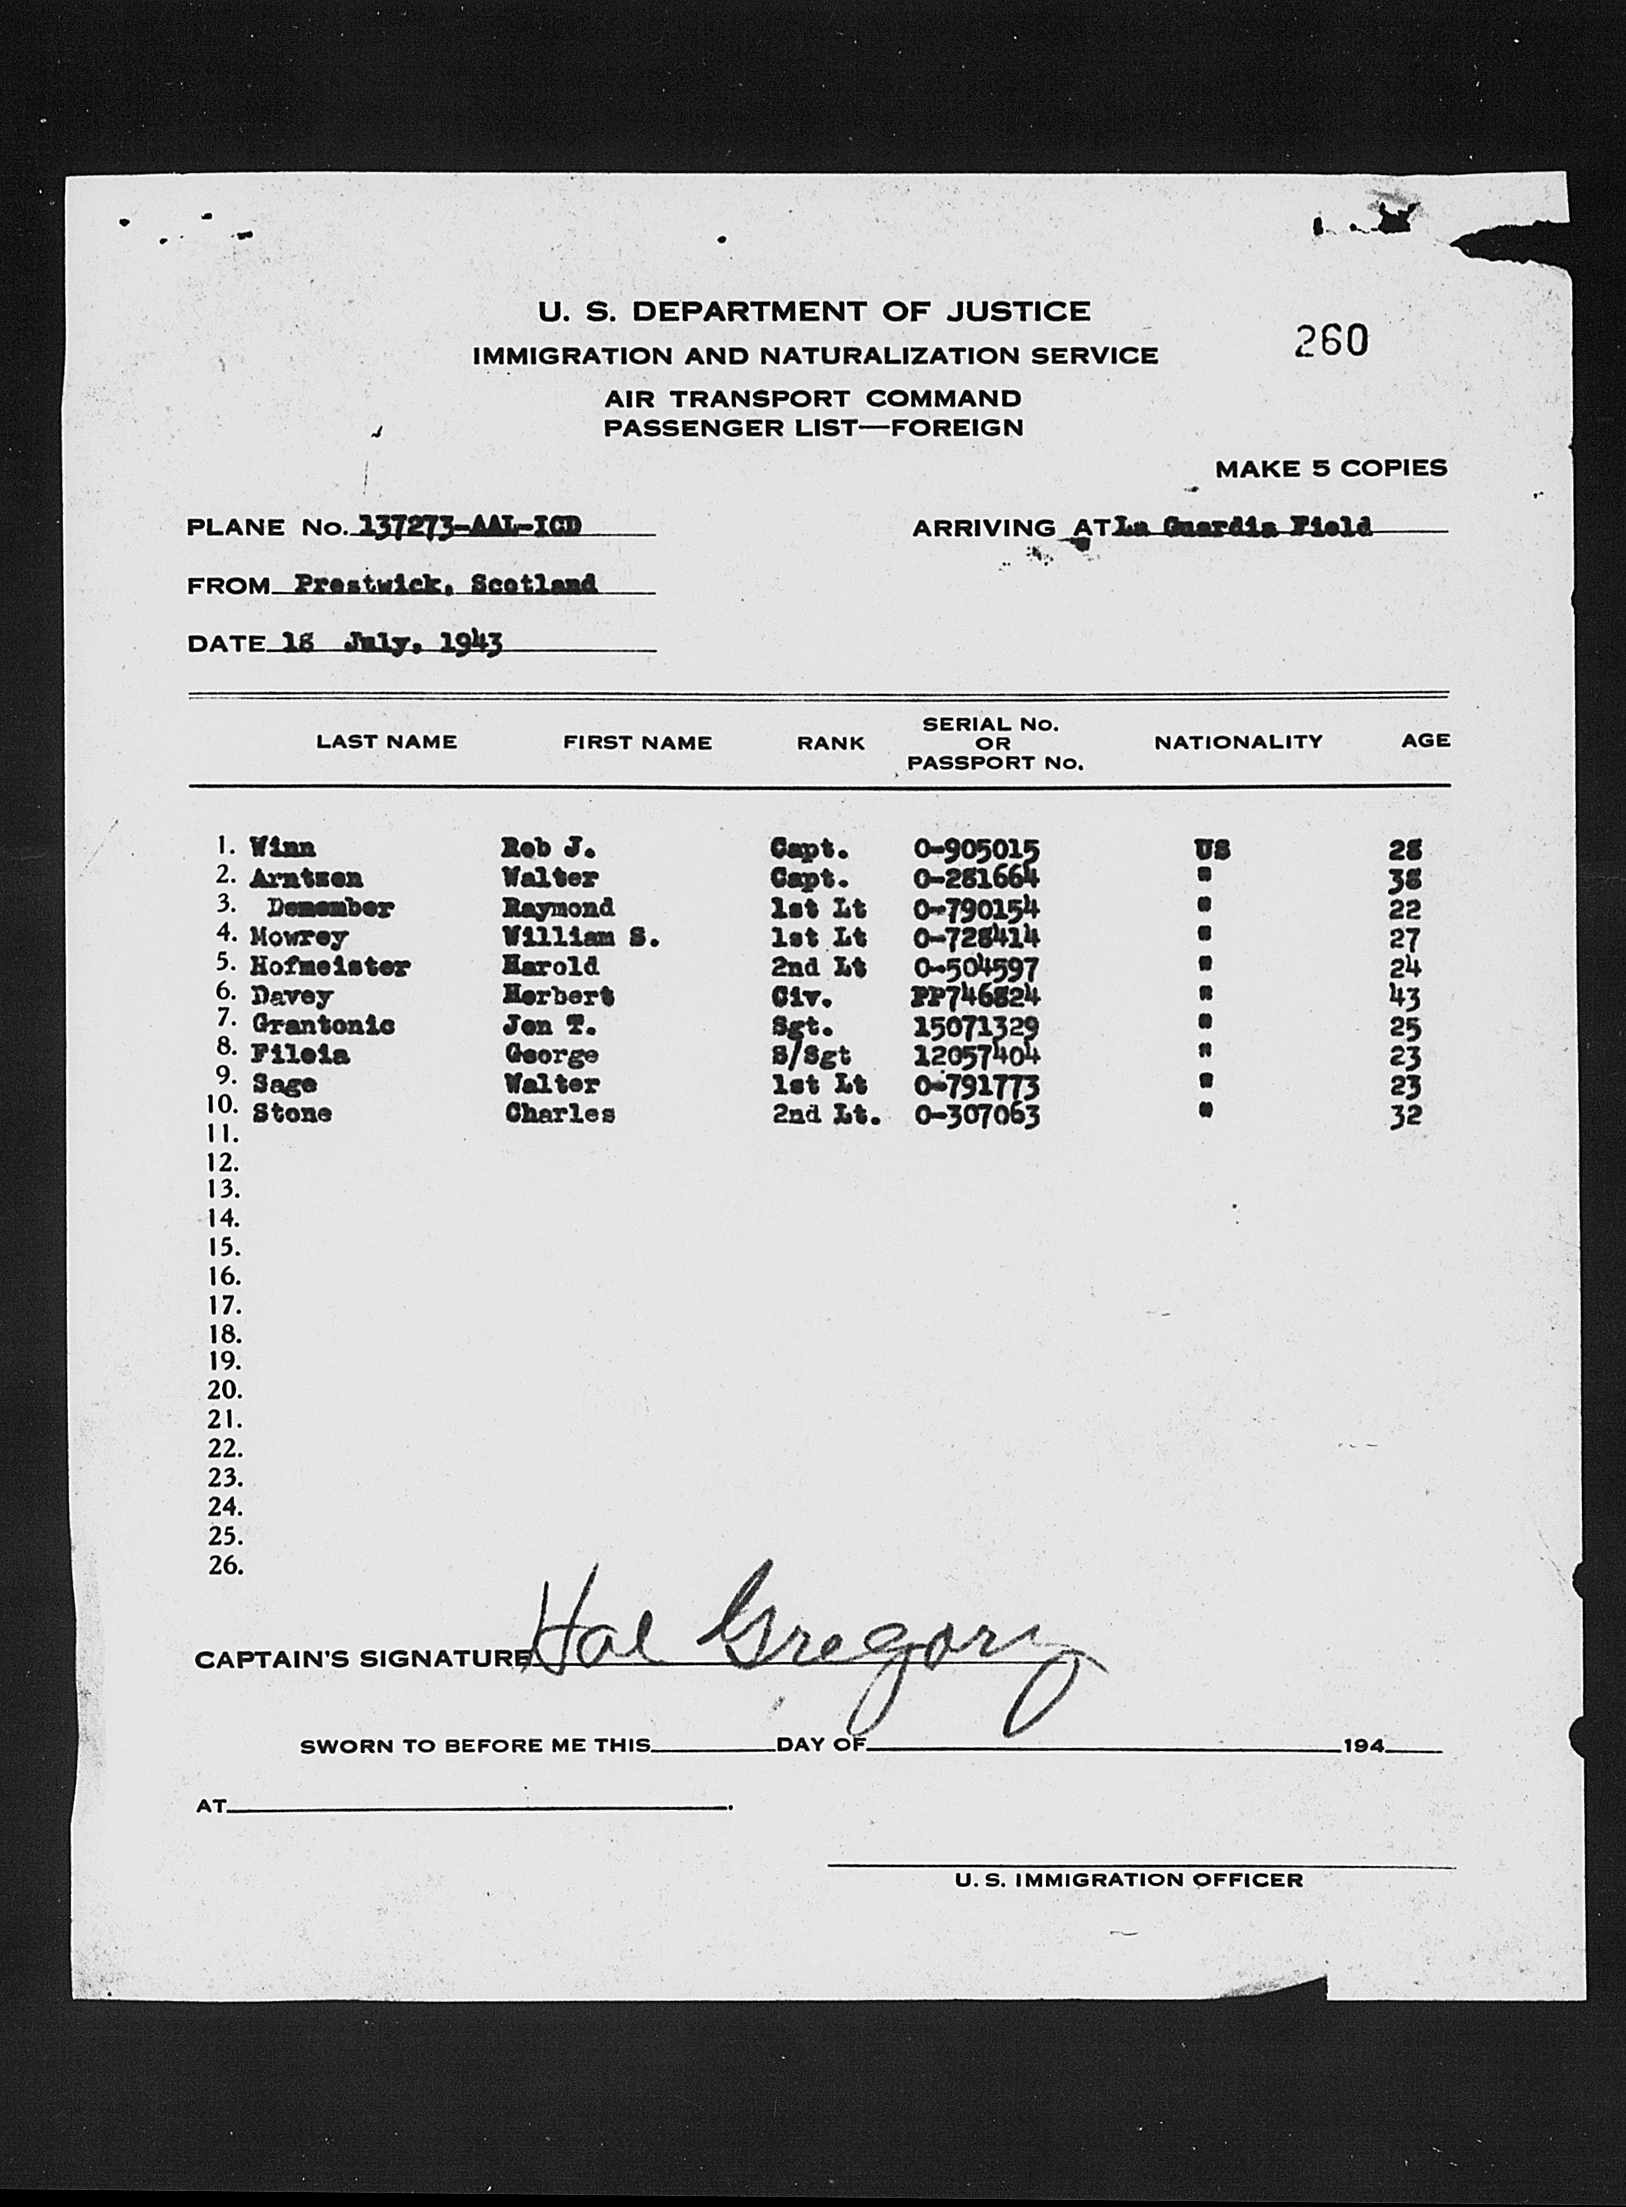 U. S. DEPARTMENT OF JUSTICE
260
IMMIGRATION AND NATURALIZATION SERVICE
AIR TRANSPORT COMMAND
PASSENGER LIST—FOREIGN
MAKE 5 COPIES
PLANE No. 137273-AAL-ICD ARRIVING AT La Guardia Field
FROM Prestwick, Scotland
DATE 18 July, 1943
LAST NAME FIRST NAME RANK SERIAL No. OR PASSPORT No. NATIONALITY AGE
1. Winn Rob J. Capt. O-905015 US 28
2. Arntzen Walter Capt. O-281664 " 38
3. Demember Raymond 1st Lt O-790154 " 22
4. Mowrey William S. 1st Lt O-728414 " 27
5. Hofmeister Harold 2nd Lt O-504597 " 24
6. Davey Herbert Civ. PP746824 " 43
7. Grantonic Jon T. Sgt. 15071329 " 25
8. Fileia George S/Sgt 12057404 " 23
9. Sage Walter 1st Lt O-791773 " 23
10. Stone Charles 2nd Lt. O-307063 " 32
11.
12.
13.
14.
15.
16.
17.
18.
19.
20.
21.
22.
23.
24.
25.
26.
CAPTAIN'S SIGNATURE Hal Gregory
SWORN TO BEFORE ME THIS DAY OF 194
AT .
U. S. IMMIGRATION OFFICER